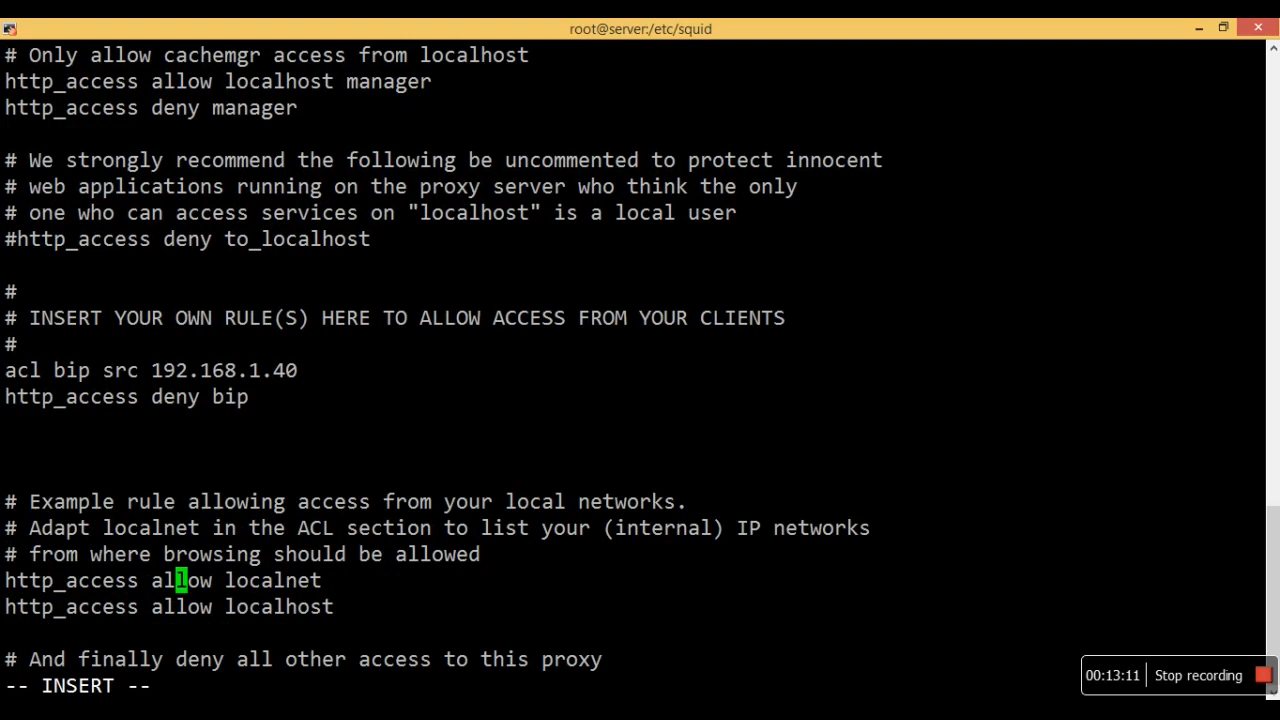 root@server:/etc/squid
# Only allow cachemgr access from localhost
http_access allow localhost manager
http_access deny manager
# We strongly recommend the following be uncommented to protect innocent
# web applications running on the proxy server who think the only
# one who can access services on "localhost" is a local user
#http_access deny to_localhost
#
# INSERT YOUR OWN RULE(S) HERE TO ALLOW ACCESS FROM YOUR CLIENTS
#
acl bip src 192.168.1.40
http_access deny bip
# Example rule allowing access from your local networks.
# Adapt localnet in the ACL section to list your (internal) IP networks
# from where browsing should be allowed
http_access allow localnet
http_access allow localhost
# And finally deny all other access to this proxy
-- INSERT --
00:13:11 Stop recording